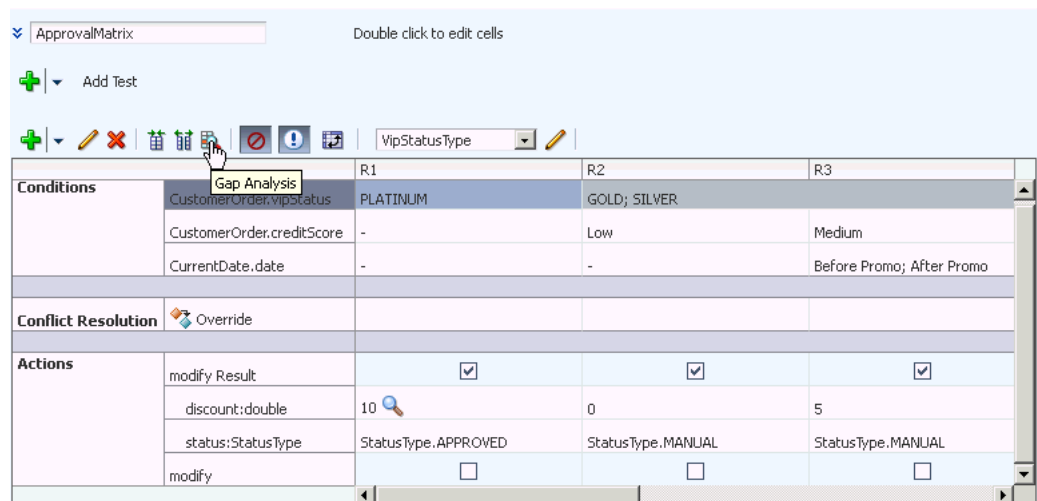 ApprovalMatrix Double click to edit cells
Add Test
VipStatusType
R1 R2 R3
Gap Analysis
Conditions CustomerOrder.vipStatus PLATINUM GOLD; SILVER
CustomerOrder.creditScore - Low Medium
CurrentDate.date - - Before Promo; After Promo
Conflict Resolution Override
Actions modify Result
discount:double 10 0 5
status:StatusType StatusType.APPROVED StatusType.MANUAL StatusType.MANUAL
modify